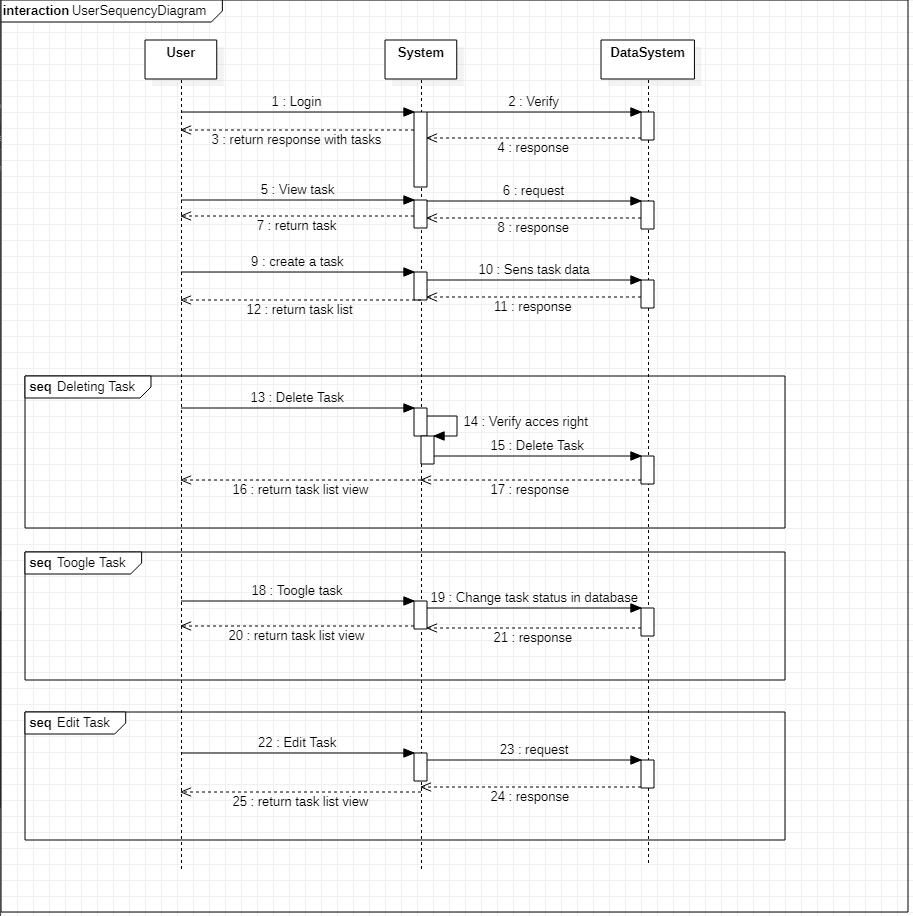 interaction UserSequencyDiagram
User
System
DataSystem
1 : Login
2 : Verify
3 : return response with tasks
4 : response
5 : View task
6 : request
7 : return task
8 : response
9 : create a task
10 : Sens task data
11 : response
12 : return task list
seq Deleting Task
13 : Delete Task
14 : Verify acces right
15 : Delete Task
16 : return task list view
17 : response
seq Toogle Task
18 : Toogle task
19 : Change task status in database
20 : return task list view
21 : response
seq Edit Task
22 : Edit Task
23 : request
24 : response
25 : return task list view